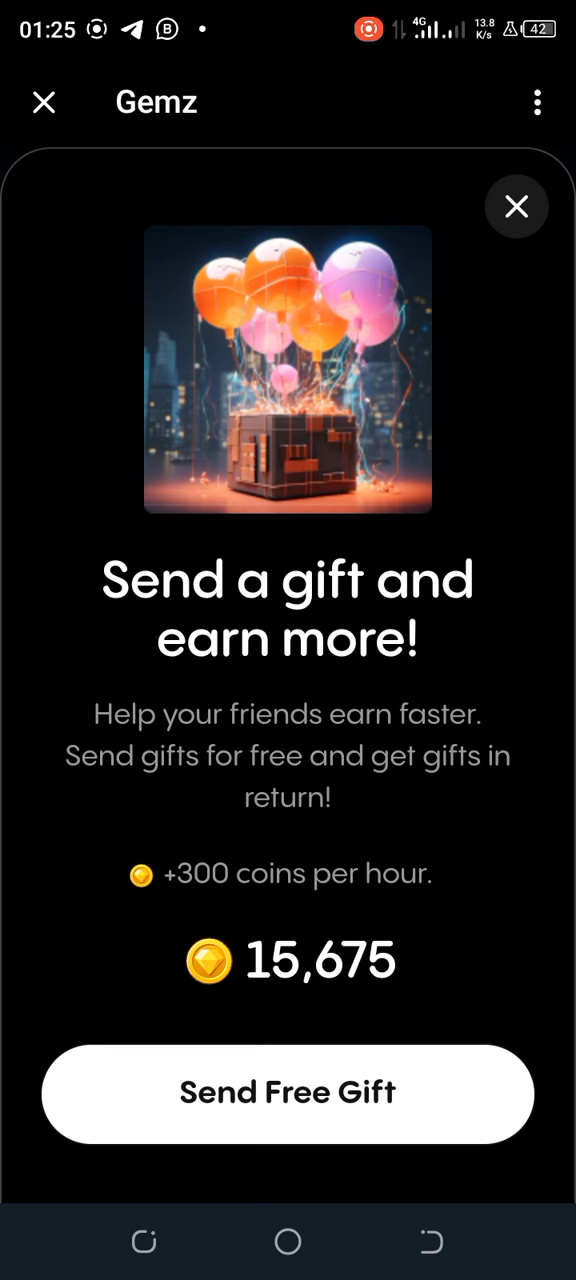 01:25
B
4G
13.8
K/s
42
Gemz
Send a gift and
earn more!
Help your friends earn faster.
Send gifts for free and get gifts in
return!
+300 coins per hour.
15,675
Send Free Gift